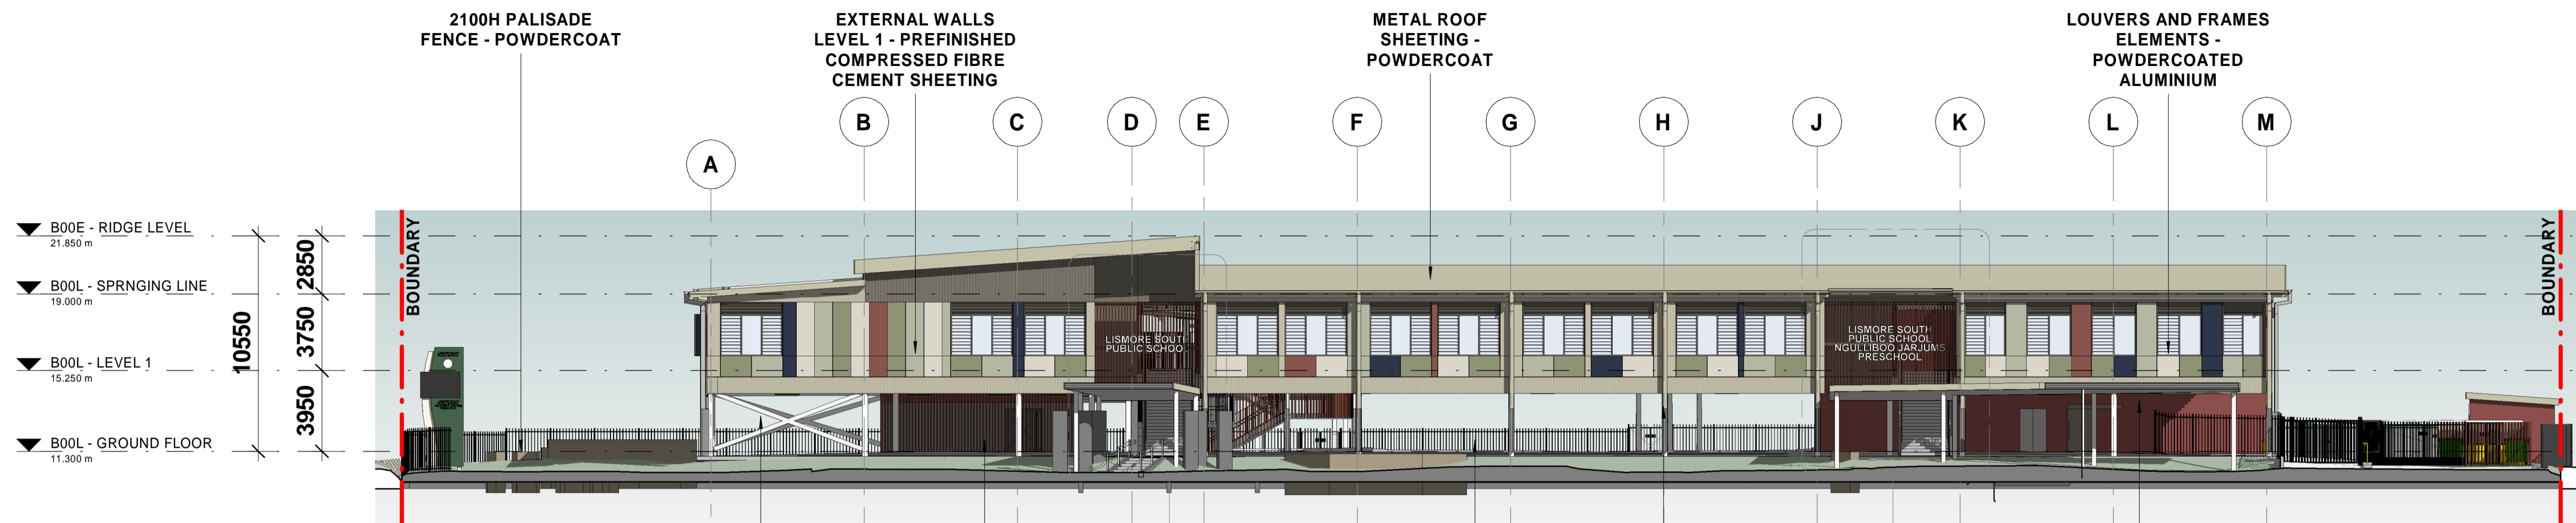 2100H PALISADE
FENCE - POWDERCOAT
EXTERNAL WALLS
LEVEL 1 - PREFINISHED
COMPRESSED FIBRE
CEMENT SHEETING
METAL ROOF
SHEETING -
POWDERCOAT
LOUVERS AND FRAMES
ELEMENTS -
POWDERCOATED
ALUMINIUM
A
B
C
D
E
F
G
H
J
K
L
M
B00E - RIDGE LEVEL
21.850 m
B00L - SPRNGING LINE
19.000 m
B00L - LEVEL 1
15.250 m
B00L - GROUND FLOOR
11.300 m
10550
2850
3750
3950
BOUNDARY
LISMORE SOUTH
PUBLIC SCHOOL
LISMORE SOUTH
PUBLIC SCHOOL
NGULLIBOO JARJUMS
PRESCHOOL
BOUNDARY